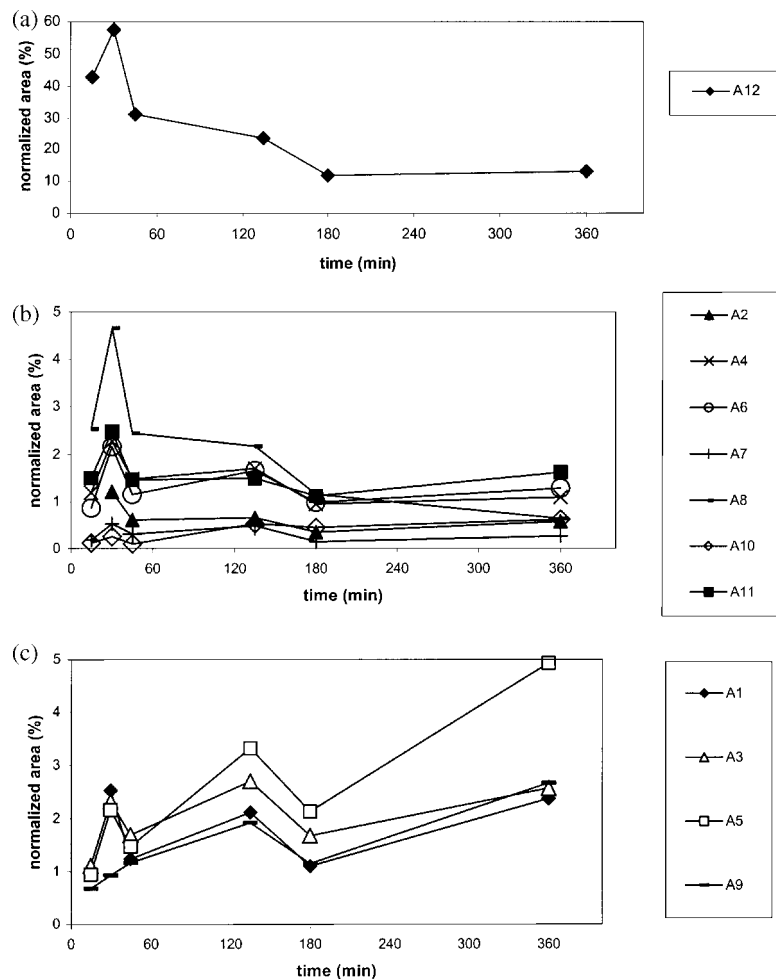 (a)
normalized area (%)
60
50
40
30
20
10
0
0 60 120 180 240 300 360
time (min)
A12
(b)
normalized area (%)
5
4
3
2
1
0
0 60 120 180 240 300 360
time (min)
A2
A4
A6
A7
A8
A10
A11
(c)
normalized area (%)
5
4
3
2
1
0
0 60 120 180 240 300 360
time (min)
A1
A3
A5
A9